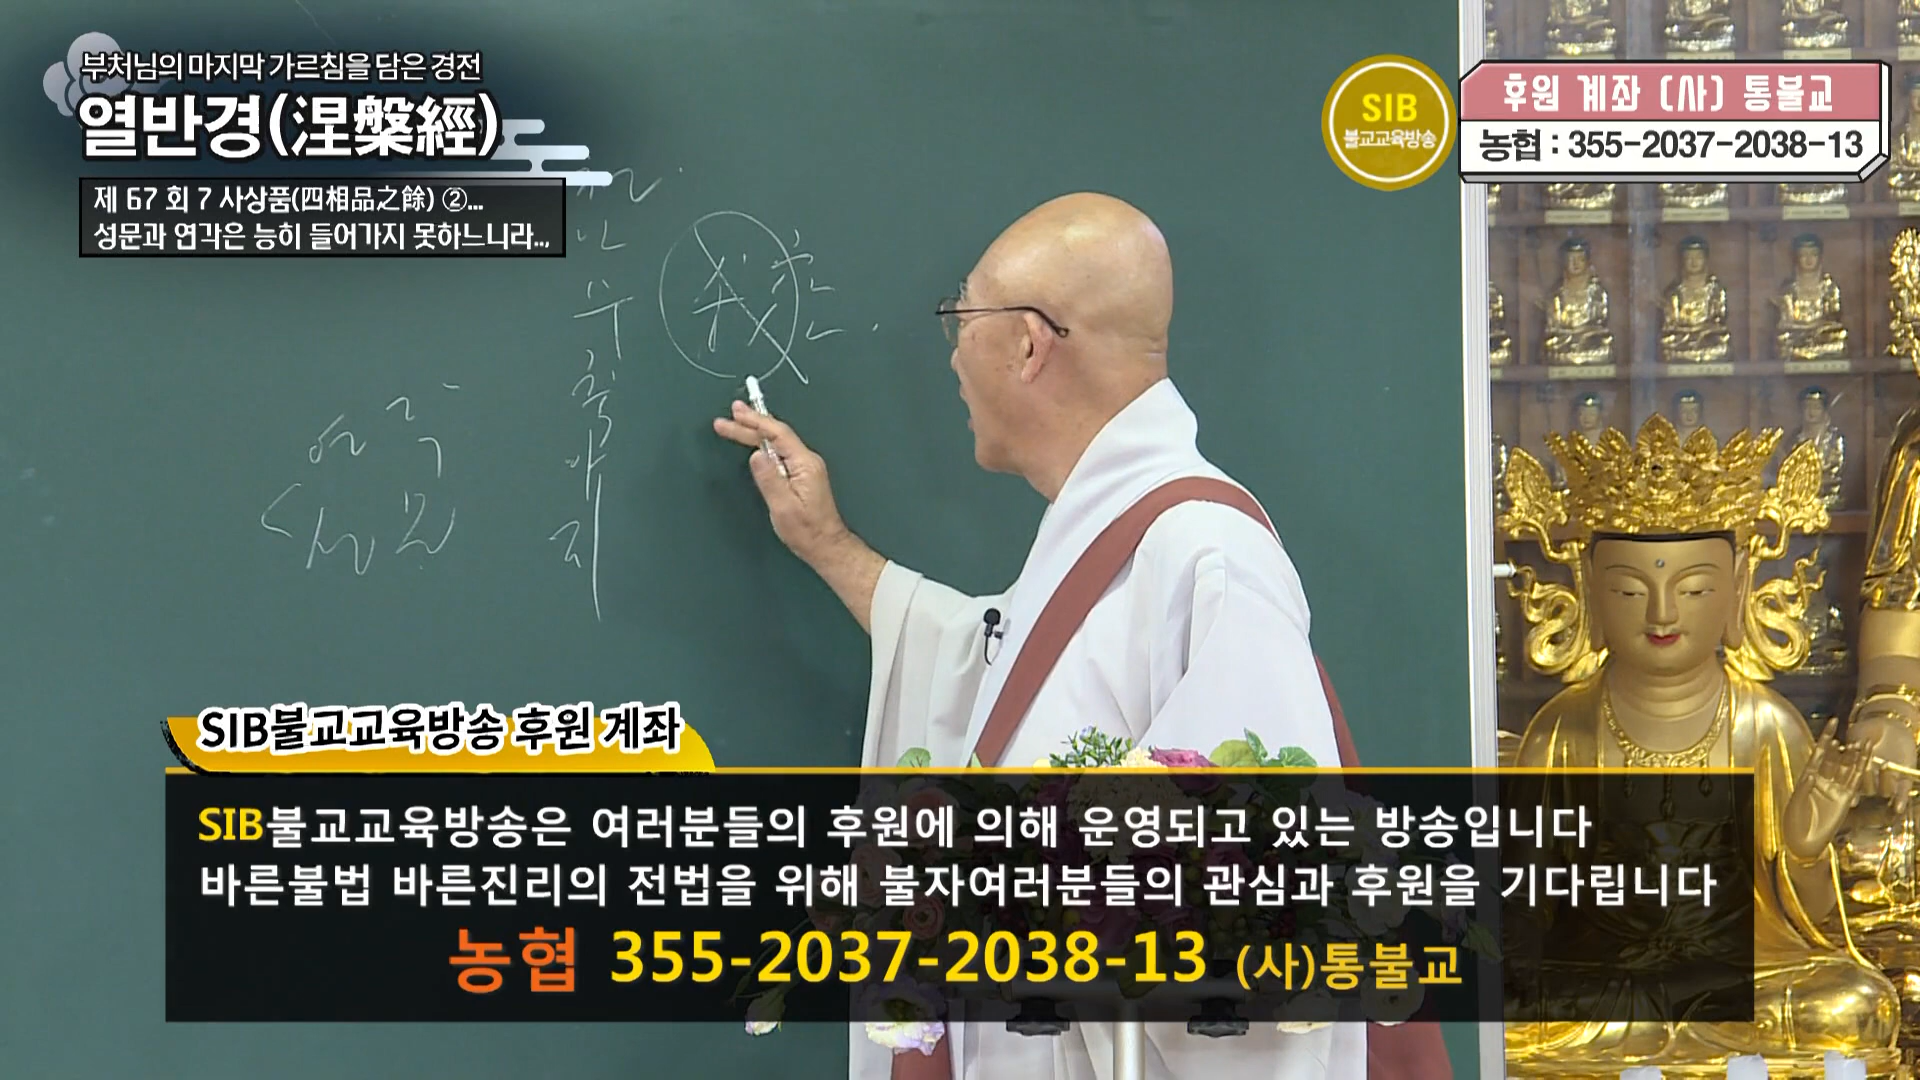 부처님의 마지막 가르침을 담은 경전
열반경(涅槃經)
제 67 회 7 사상품(四相品之餘) ②...
성문과 연각은 능히 들어가지 못하느니라...
SIB
불교교육방송
후원 계좌 (사) 통불교
농협 : 355-2037-2038-13
我
연각
성문
SIB불교교육방송 후원 계좌
SIB불교교육방송은 여러분들의 후원에 의해 운영되고 있는 방송입니다
바른불법 바른진리의 전법을 위해 불자여러분들의 관심과 후원을 기다립니다
농협 355-2037-2038-13 (사)통불교